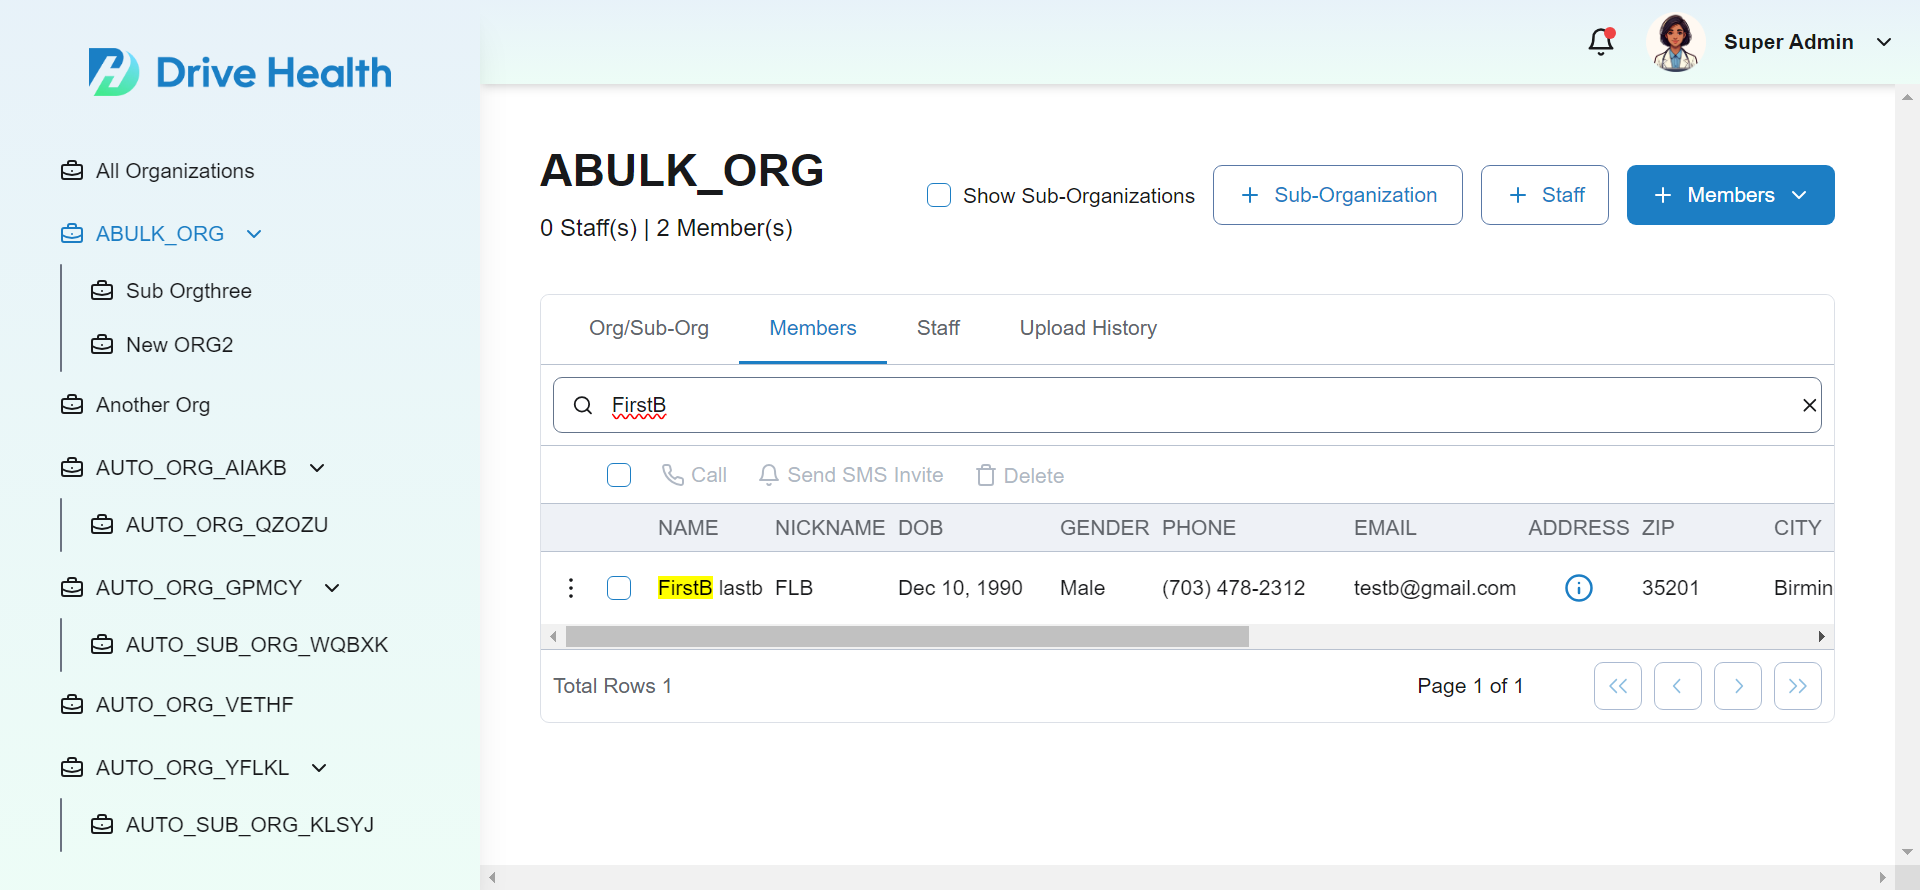 Drive Health
Super Admin
All Organizations
ABULK_ORG
Sub Orgthree
New ORG2
Another Org
AUTO_ORG_AIAKB
AUTO_ORG_QZOZU
AUTO_ORG_GPMCY
AUTO_SUB_ORG_WQBXK
AUTO_ORG_VETHF
AUTO_ORG_YFLKL
AUTO_SUB_ORG_KLSYJ
ABULK_ORG
0 Staff(s) | 2 Member(s)
Show Sub-Organizations
+ Sub-Organization
+ Staff
+ Members
Org/Sub-Org Members Staff Upload History
FirstB
Call Send SMS Invite Delete
NAME NICKNAME DOB GENDER PHONE EMAIL ADDRESS ZIP CITY
FirstB lastb FLB Dec 10, 1990 Male (703) 478-2312 testb@gmail.com 35201 Birmin
Total Rows 1 Page 1 of 1